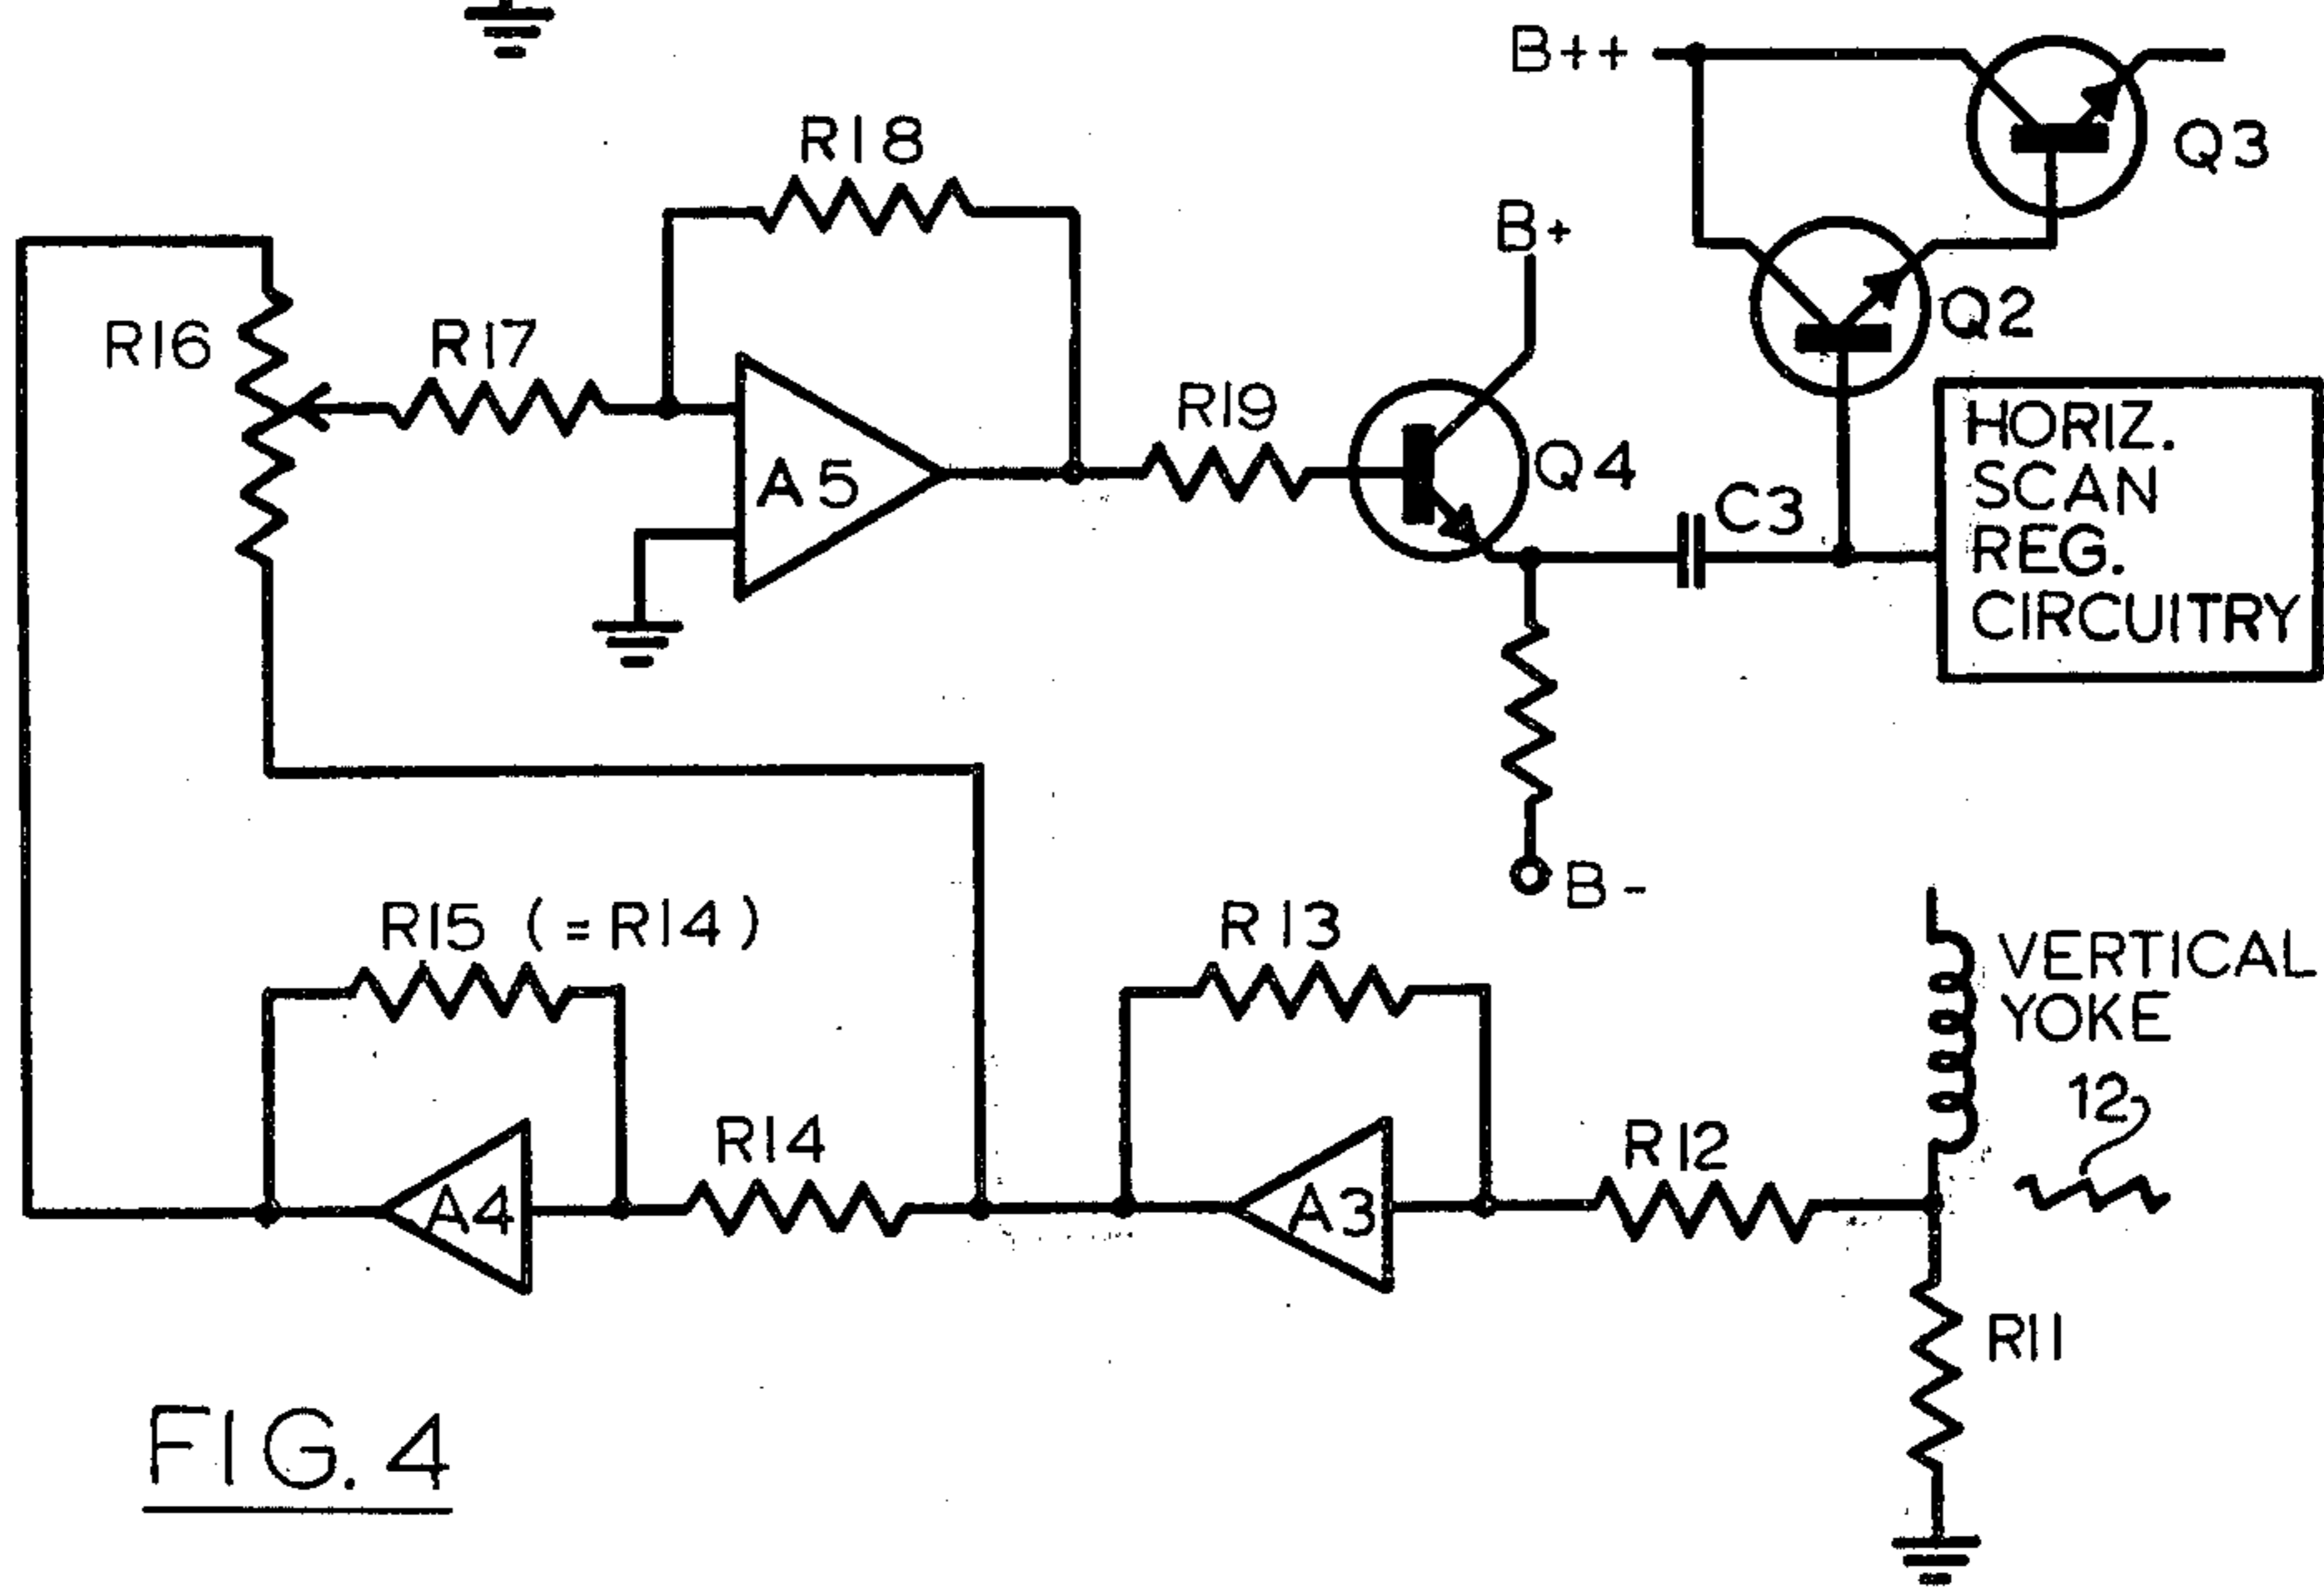 B++
Q3
R18
B+
Q2
R16
R17
R19
A5
Q4
C3
HORIZ.
SCAN
REG.
CIRCUITRY
B-
R15 (=R14)
R13
VERTICAL
YOKE
12
R14
R12
A4
A3
R11
FIG. 4